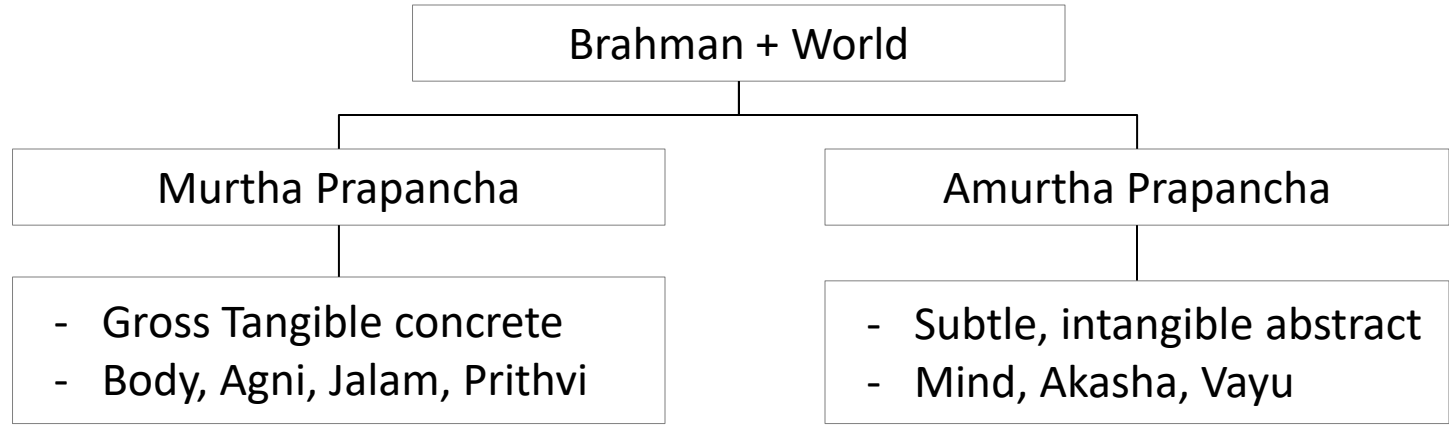 Brahman + World
Murtha Prapancha
Amurtha Prapancha
- Gross Tangible concrete
- Body, Agni, Jalam, Prithvi
- Subtle, intangible abstract
- Mind, Akasha, Vayu